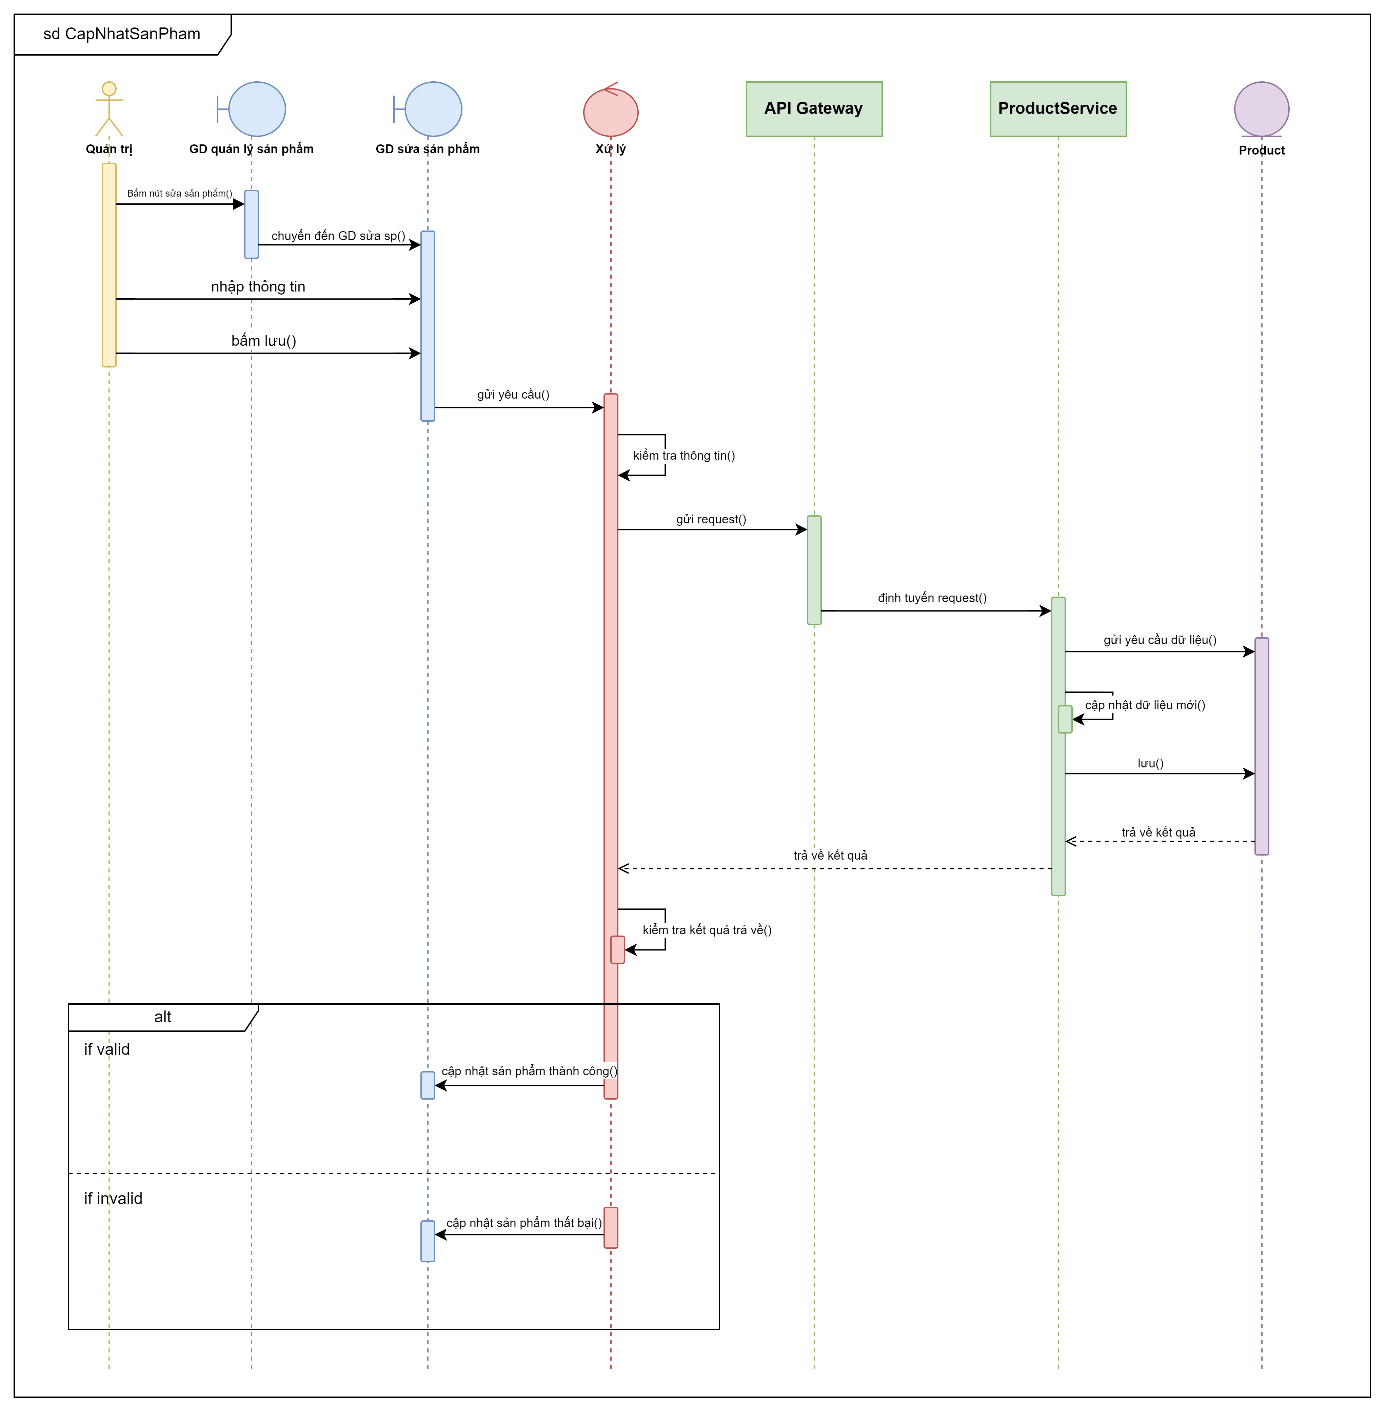 sd CapNhatSanPham
Quản trị
GD quản lý sản phẩm
GD sửa sản phẩm
Xử lý
API Gateway
ProductService
Product
Bấm nút sửa sản phẩm()
chuyển đến GD sửa sp()
nhập thông tin
bấm lưu()
gửi yêu cầu()
kiểm tra thông tin()
gửi request()
định tuyến request()
gửi yêu cầu dữ liệu()
cập nhật dữ liệu mới()
lưu()
trả về kết quả
trả về kết quả
kiểm tra kết quả trả về()
alt
if valid
cập nhật sản phẩm thành công()
if invalid
cập nhật sản phẩm thất bại()